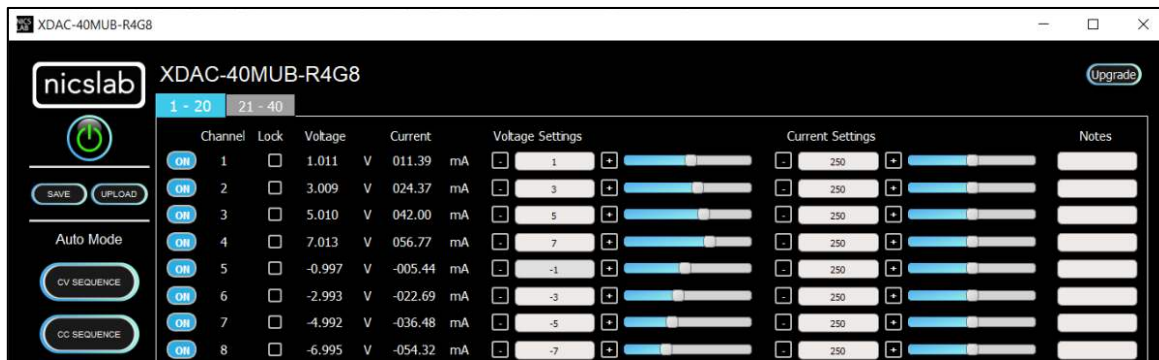 XDAC-40MUB-R4G8
nicslab
XDAC-40MUB-R4G8
Upgrade
1 - 20 21 - 40
Channel Lock Voltage Current Voltage Settings Current Settings Notes
ON 1 1.011 V 011.39 mA - 1 + - 250 +
SAVE UPLOAD
ON 2 3.009 V 024.37 mA - 3 + - 250 +
ON 3 5.010 V 042.00 mA - 5 + - 250 +
Auto Mode
ON 4 7.013 V 056.77 mA - 7 + - 250 +
ON 5 -0.997 V -005.44 mA - -1 + - 250 +
CV SEQUENCE
ON 6 -2.993 V -022.69 mA - -3 + - 250 +
ON 7 -4.992 V -036.48 mA - -5 + - 250 +
CC SEQUENCE
ON 8 -6.995 V -054.32 mA - -7 + - 250 +